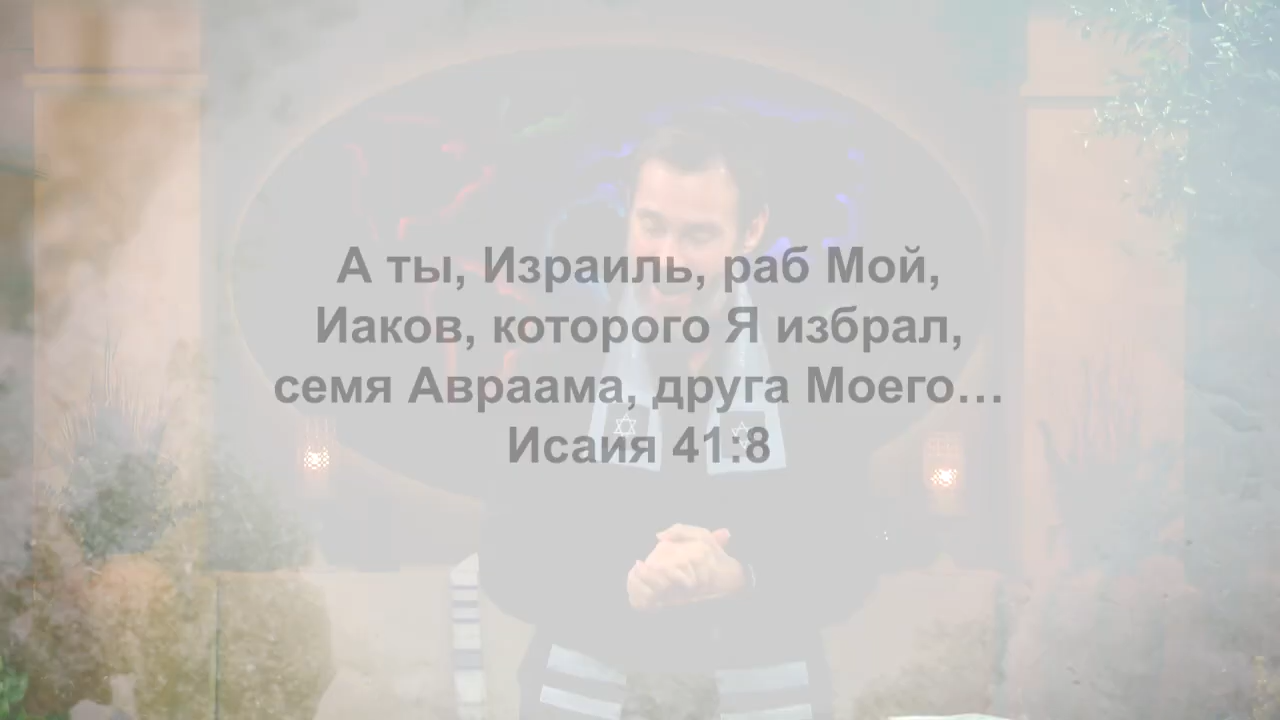 А ты, Израиль, раб Мой,
Иаков, которого Я избрал,
семя Авраама, друга Моего…
Исаия 41:8